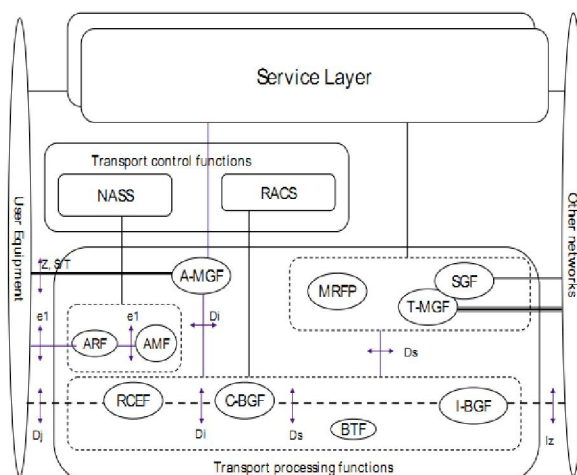 Service Layer
Transport control functions
NASS
RACS
User Equipment
Other networks
Z, S/T
A-MGF
MRFP
SGF
T-MGF
e1
e1
Di
ARF
AMF
Ds
RCEF
C-BGF
I-BGF
BTF
Dj
Di
Ds
Iz
Transport processing functions